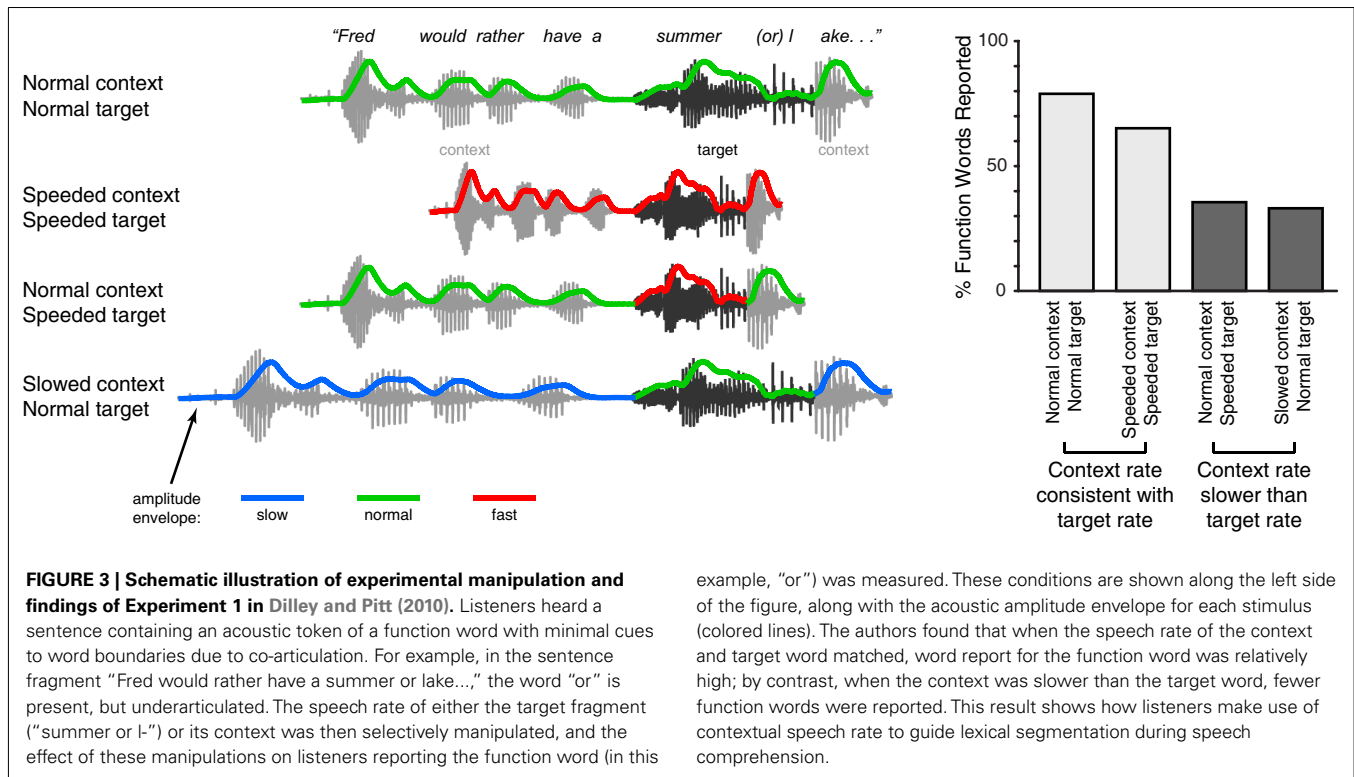 “Fred would rather have a summer (or) l ake. . .”
Normal context
Normal target
context target context
Speeded context
Speeded target
Normal context
Speeded target
Slowed context
Normal target
amplitude
envelope:
slow normal fast
% Function Words Reported
100
50
0
Normal context
Normal target
Speeded context
Speeded target
Normal context
Speeded target
Slowed context
Normal target
Context rate
consistent with
target rate
Context rate
slower than
target rate
FIGURE 3 | Schematic illustration of experimental manipulation and
findings of Experiment 1 in Dilley and Pitt (2010). Listeners heard a
sentence containing an acoustic token of a function word with minimal cues
to word boundaries due to co-articulation. For example, in the sentence
fragment “Fred would rather have a summer or lake...,” the word “or” is
present, but underarticulated. The speech rate of either the target fragment
(“summer or l-”) or its context was then selectively manipulated, and the
effect of these manipulations on listeners reporting the function word (in this
example, “or”) was measured. These conditions are shown along the left side
of the figure, along with the acoustic amplitude envelope for each stimulus
(colored lines). The authors found that when the speech rate of the context
and target word matched, word report for the function word was relatively
high; by contrast, when the context was slower than the target word, fewer
function words were reported. This result shows how listeners make use of
contextual speech rate to guide lexical segmentation during speech
comprehension.